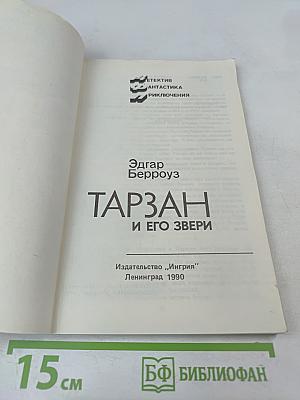 ДЕТЕКТИВ
ФАНТАСТИКА
ПРИКЛЮЧЕНИЯ
Эдгар
Берроуз
ТАРЗАН
И ЕГО ЗВЕРИ
Издательство „Ингрия"
Ленинград 1990
15 см
БФ БИБЛИОФАН